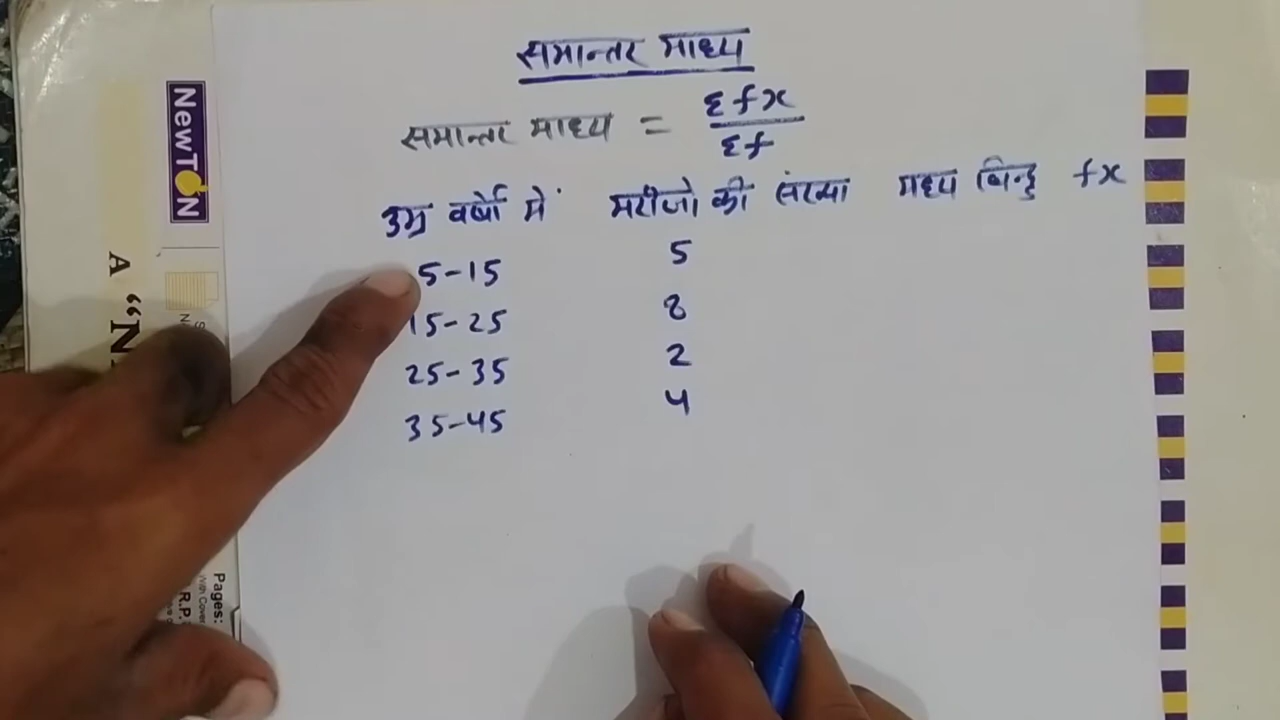 समान्तर माध्य
समान्तर माध्य = Σfx / Σf
उम्र वर्षो में मरीजो की संख्या मध्य बिन्दु fx
5-15 5
15-25 8
25-35 2
35-45 4
NewTON
A "N
Pages:
R.P.